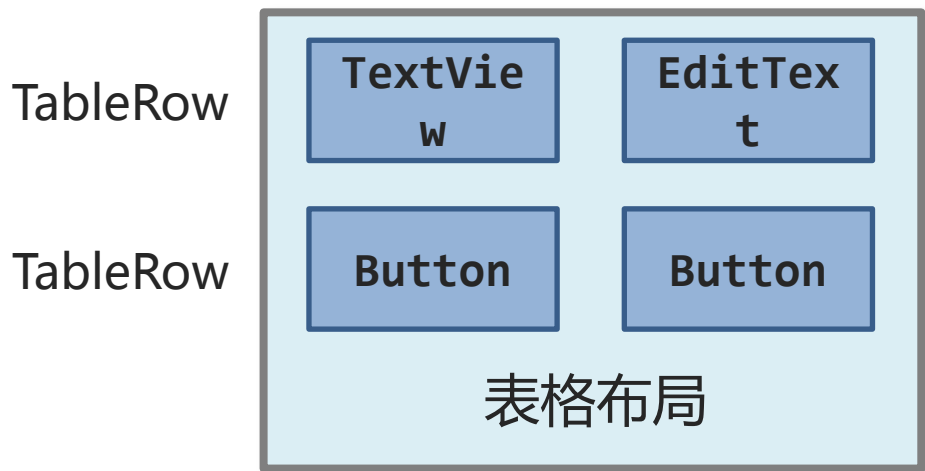 TableRow
TextVie
w
EditTex
t
TableRow
Button
Button
表格布局